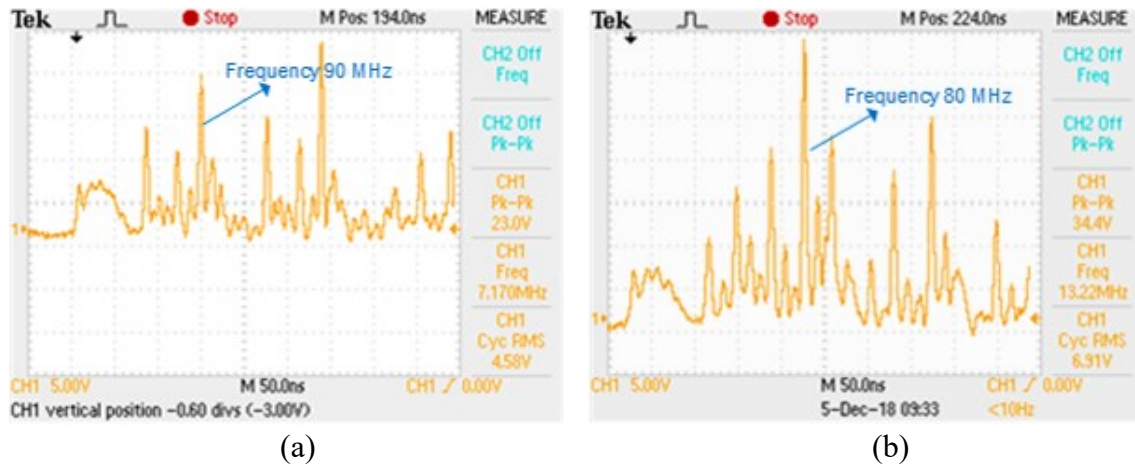 Tek Stop M Pos: 194.0ns MEASURE
CH2 Off
Freq
Frequency 90 MHz
CH2 Off
Pk-Pk
CH1
Pk-Pk
23.0V
1
CH1
Freq
7.170MHz
CH1
Cyc RMS
4.58V
CH1 5.00V M 50.0ns CH1 / 0.00V
CH1 vertical position -0.60 divs (-3.00V)
(a)
Tek Stop M Pos: 224.0ns MEASURE
CH2 Off
Freq
Frequency 80 MHz
CH2 Off
Pk-Pk
CH1
Pk-Pk
34.4V
CH1
Freq
13.22MHz
1
CH1
Cyc RMS
6.91V
CH1 5.00V M 50.0ns CH1 / 0.00V
5-Dec-18 09:33 <10Hz
(b)